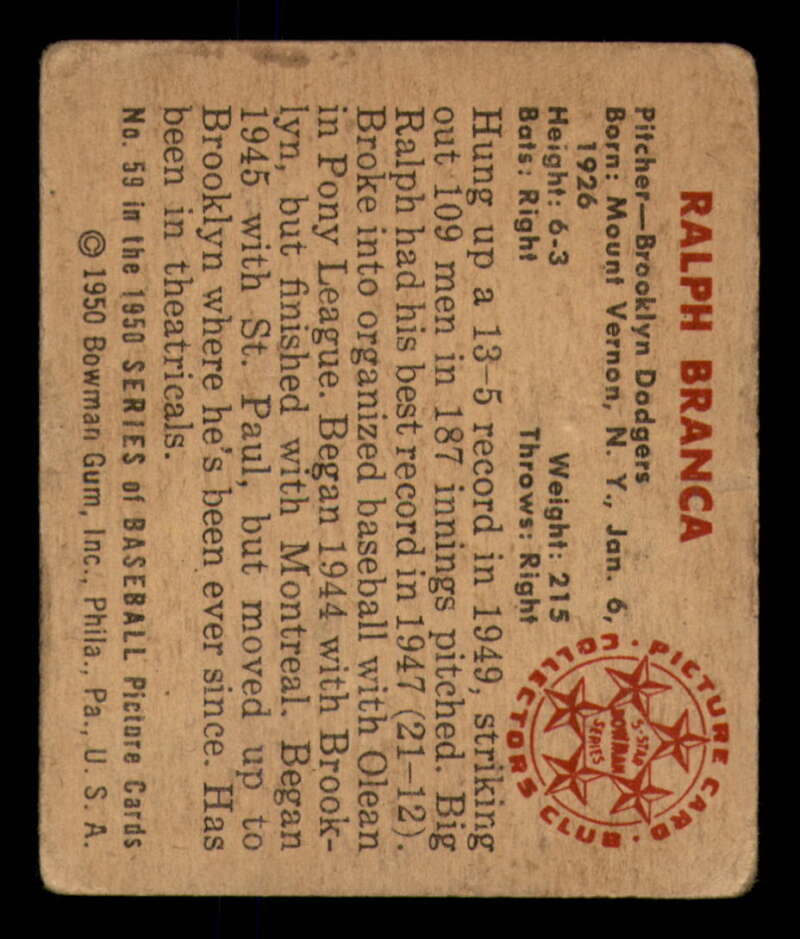 RALPH BRANCA
Pitcher—Brooklyn Dodgers
Born: Mount Vernon, N. Y., Jan. 6,
1926
Height: 6-3 Weight: 215
Bats: Right Throws: Right
Hung up a 13-5 record in 1949, striking
out 109 men in 187 innings pitched. Big
Ralph had his best record in 1947 (21-12).
Broke into organized baseball with Olean
in Pony League. Began 1944 with Brook-
lyn, but finished with Montreal. Began
1945 with St. Paul, but moved up to
Brooklyn where he's been ever since. Has
been in theatricals.
No. 59 in the 1950 SERIES of BASEBALL Picture Cards
© 1950 Bowman Gum, Inc., Phila., Pa., U. S. A.
PICTURE CARD COLLECTORS CLUB
5-STAR
BOWMAN
SERIES